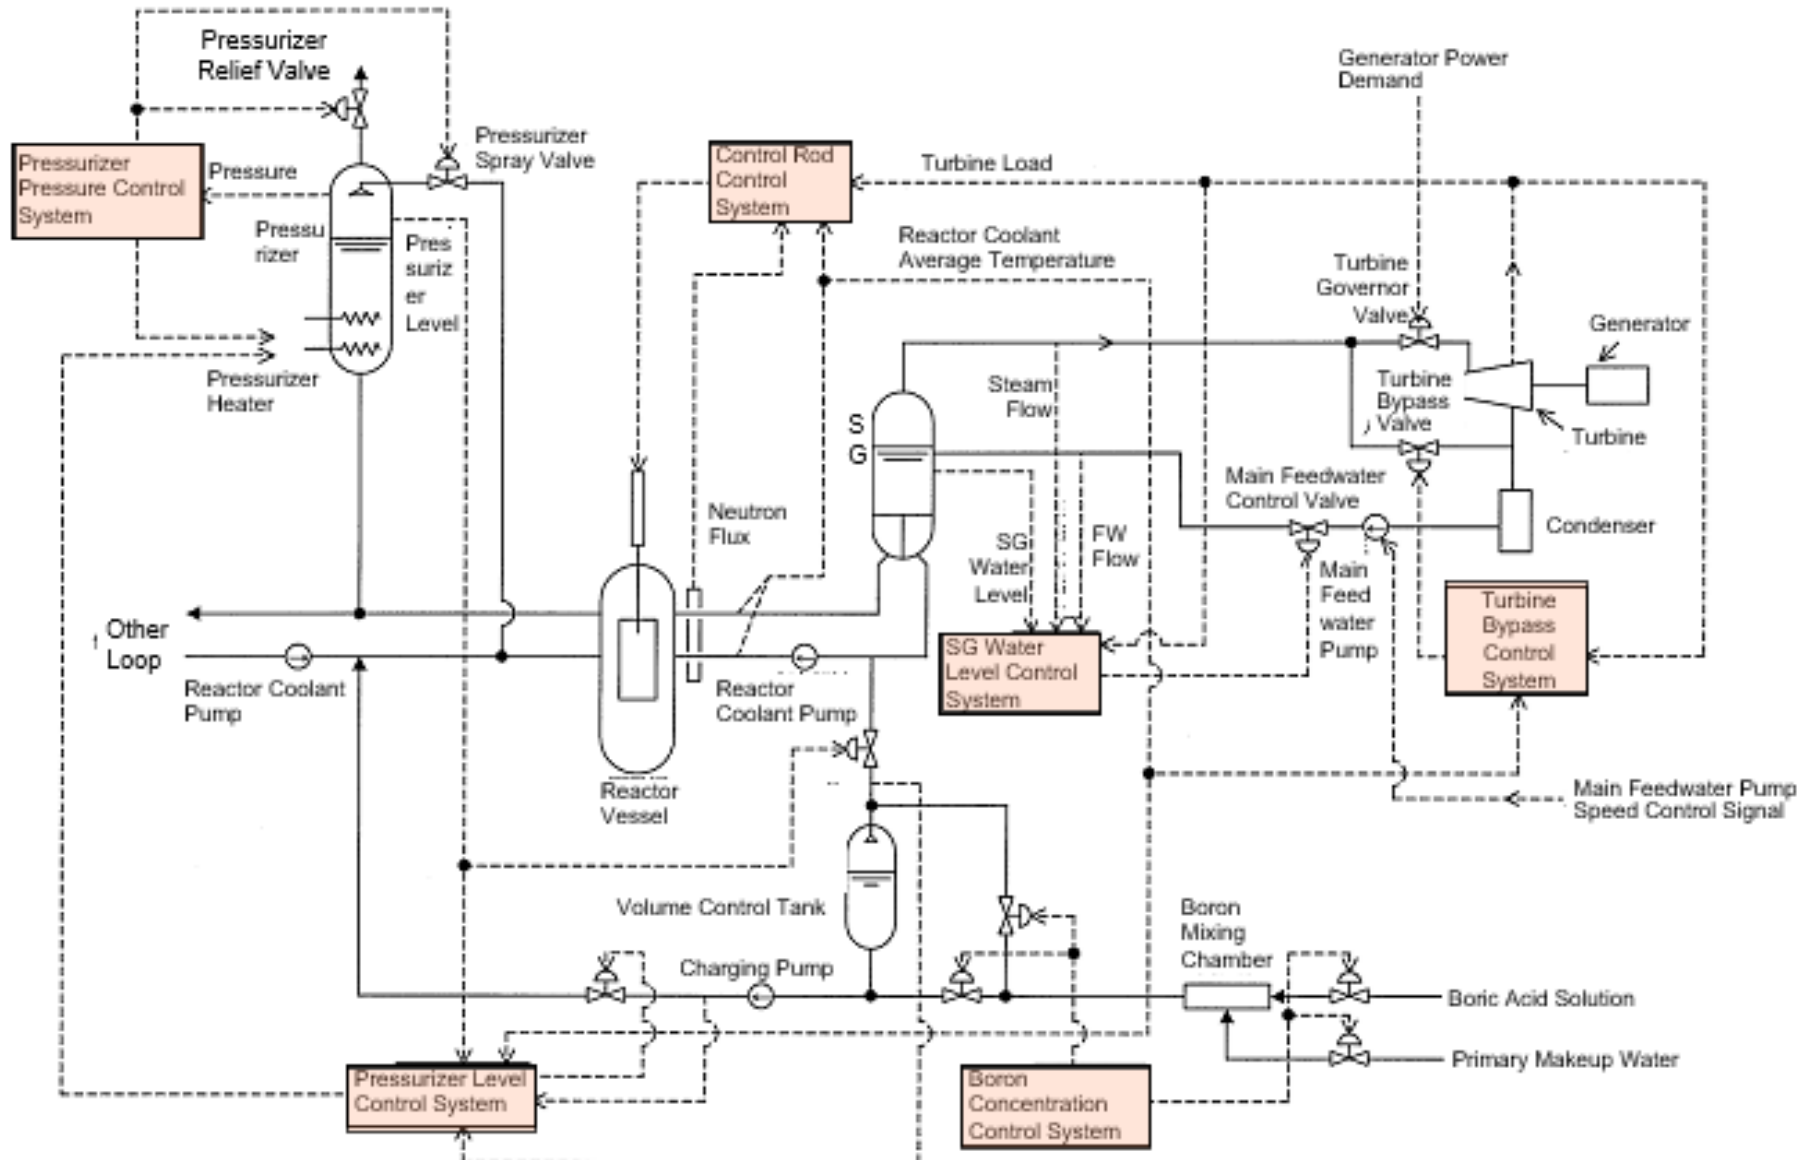 Pressurizer
Relief Valve
Generator Power
Demand
Pressurizer
Spray Valve
Pressurizer
Pressure Control
System
Pressure
Control Rod
Control
System
Turbine Load
Pressu
rizer
Pres
suriz
er
Level
Reactor Coolant
Average Temperature
Turbine
Governor
Valve
Generator
Pressurizer
Heater
Steam
Flow
Turbine
Bypass
Valve
Turbine
S
G
Main Feedwater
Control Valve
Neutron
Flux
SG
Water
Level
FW
Flow
Condenser
Main
Feed
water
Pump
Turbine
Bypass
Control
System
Other
Loop
SG Water
Level Control
System
Reactor Coolant
Pump
Reactor
Coolant Pump
Reactor
Vessel
Main Feedwater Pump
Speed Control Signal
Volume Control Tank
Boron
Mixing
Chamber
Charging Pump
Boric Acid Solution
Primary Makeup Water
Pressurizer Level
Control System
Boron
Concentration
Control System